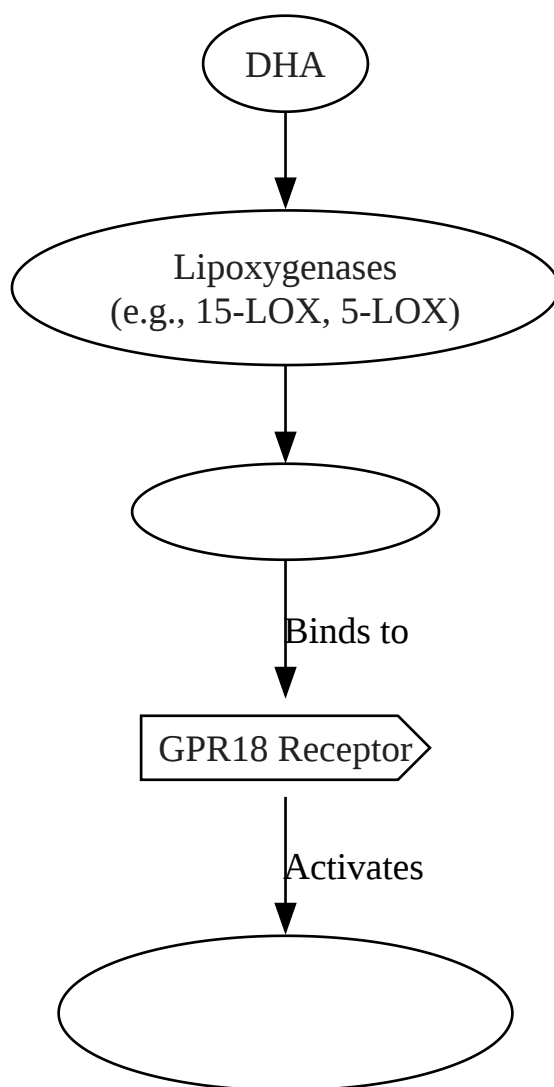 DHA
Lipoxygenases
(e.g., 15-LOX, 5-LOX)
Binds to
GPR18 Receptor
Activates